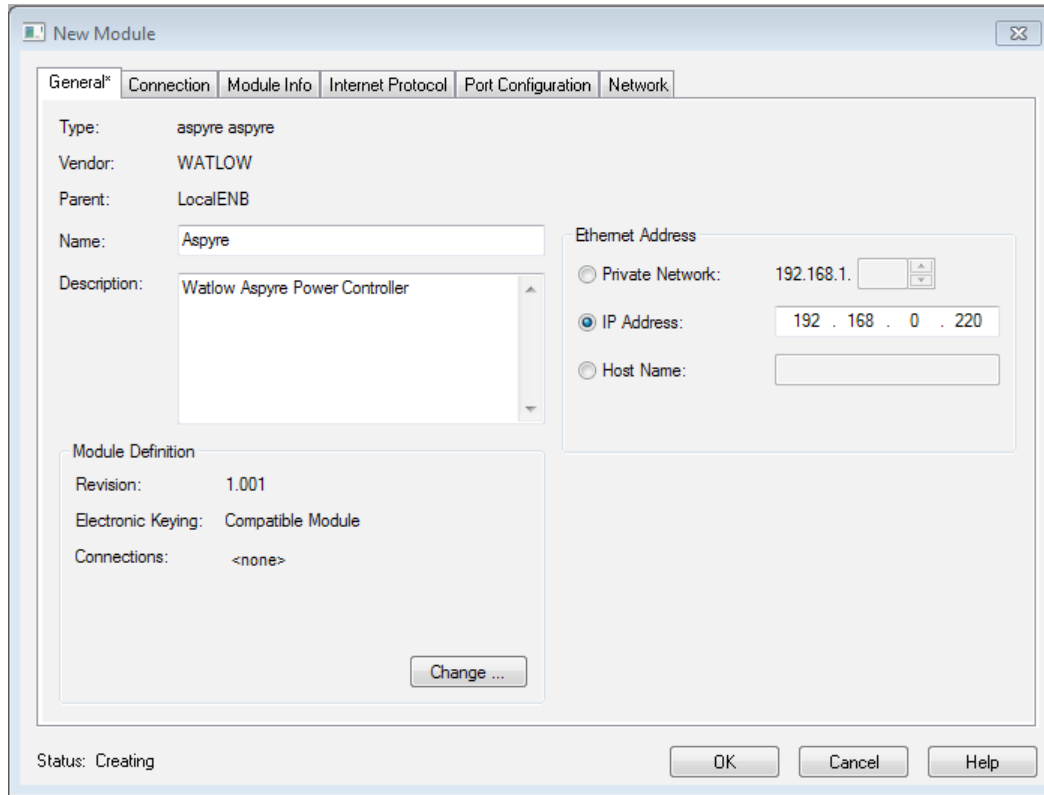 New Module
General* Connection Module Info Internet Protocol Port Configuration Network
Type: aspyre aspyre
Vendor: WATLOW
Parent: LocalENB
Name: Aspyre
Description: Watlow Aspyre Power Controller
Ethernet Address
Private Network: 192.168.1.
IP Address: 192 . 168 . 0 . 220
Host Name:
Module Definition
Revision: 1.001
Electronic Keying: Compatible Module
Connections: <none>
Change ...
Status: Creating
OK Cancel Help